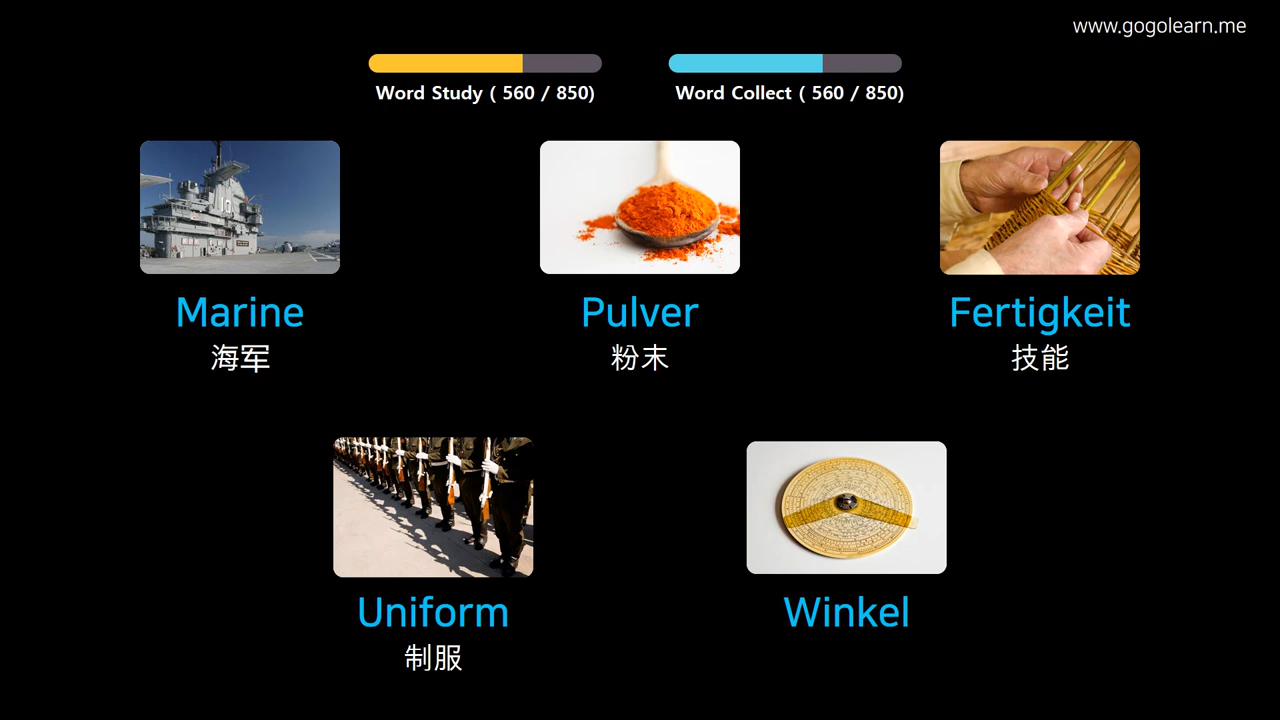 www.gogolearn.me
Word Study ( 560 / 850)
Word Collect ( 560 / 850)
Marine
海军
Pulver
粉末
Fertigkeit
技能
Uniform
制服
Winkel